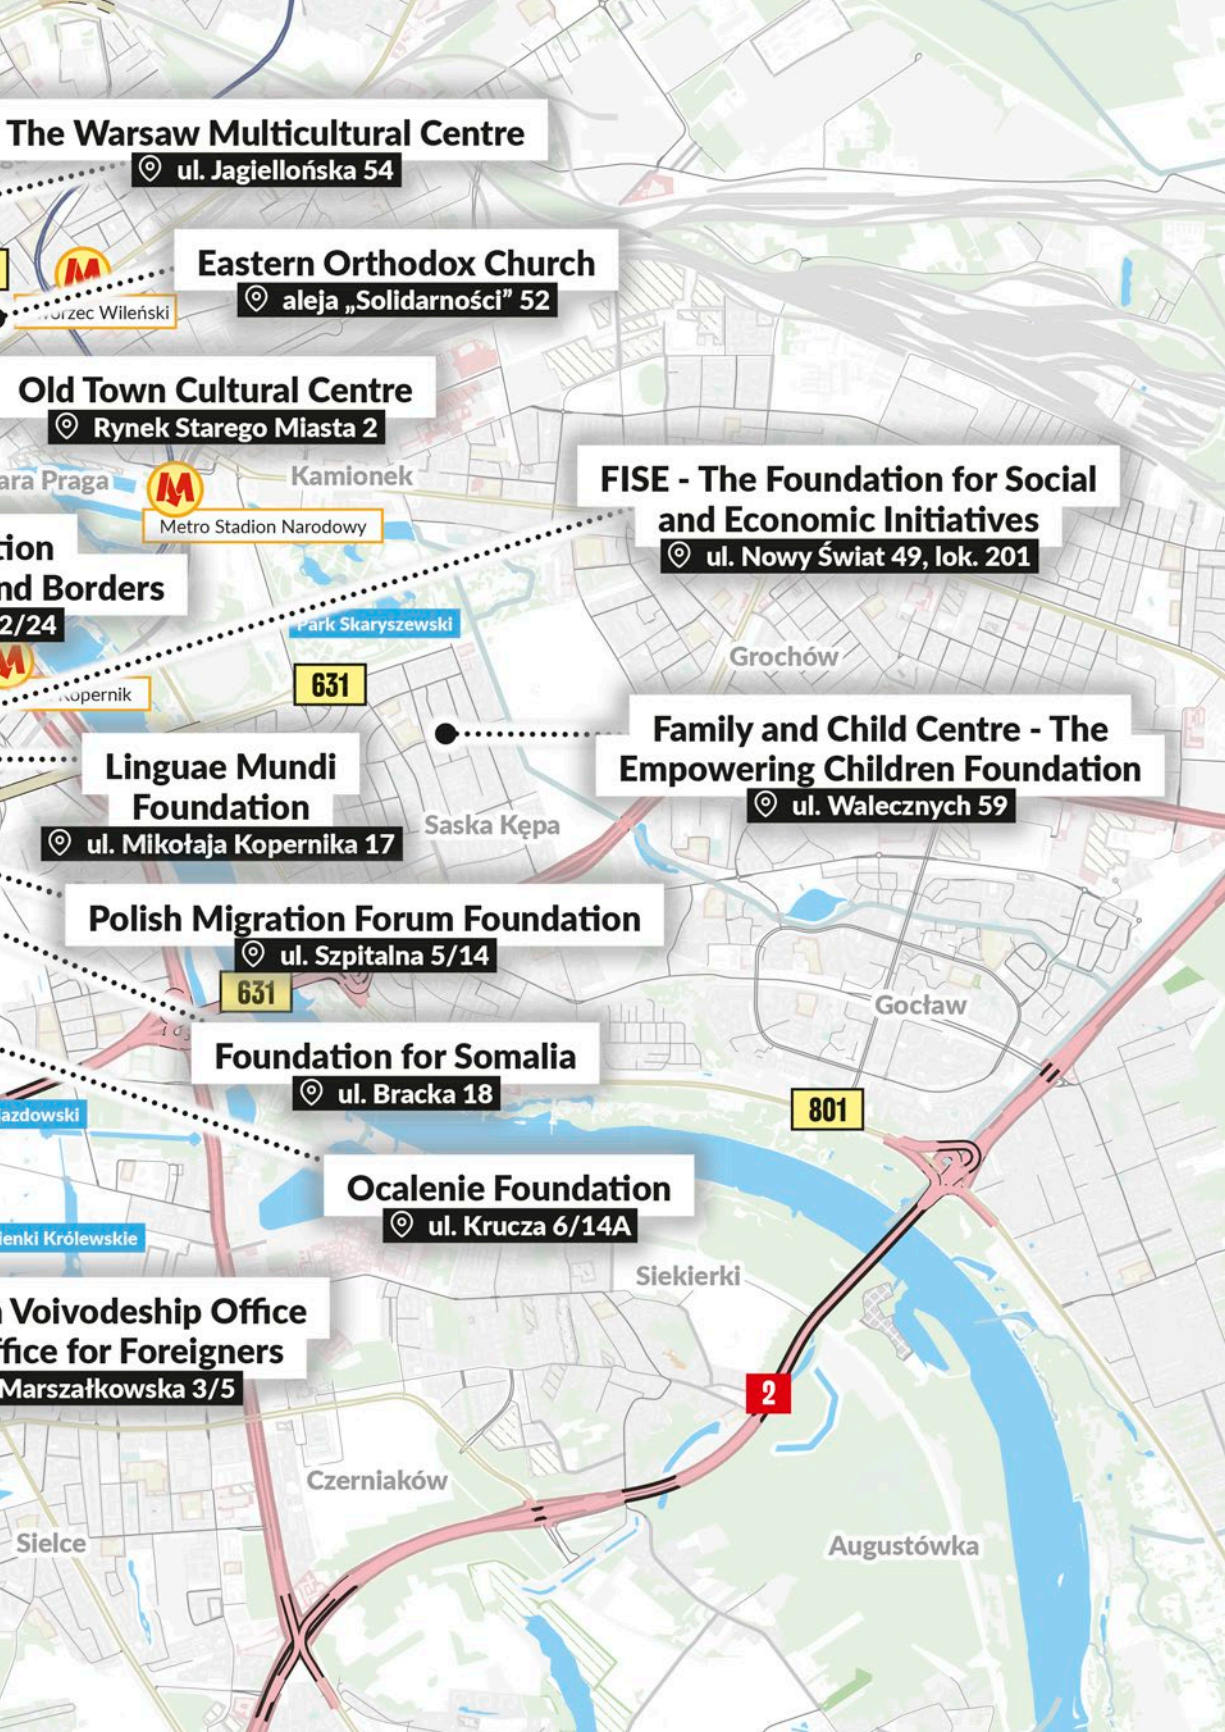 The Warsaw Multicultural Centre
ul. Jagiellońska 54
Eastern Orthodox Church
aleja „Solidarności” 52
Wileński
Old Town Cultural Centre
Rynek Starego Miasta 2
Praga
Kamionek
Metro Stadion Narodowy
FISE - The Foundation for Social
and Economic Initiatives
ul. Nowy Świat 49, lok. 201
tion
nd Borders
2/24
Park Skaryszewski
Grochów
631
Kopernik
Family and Child Centre - The
Empowering Children Foundation
ul. Walecznych 59
Linguae Mundi
Foundation
ul. Mikołaja Kopernika 17
Saska Kępa
Polish Migration Forum Foundation
ul. Szpitalna 5/14
631
Gocław
Foundation for Somalia
ul. Bracka 18
801
azdowski
Ocalenie Foundation
ul. Krucza 6/14A
ienki Królewskie
Siekierki
Voivodeship Office
ffice for Foreigners
Marszałkowska 3/5
2
Czerniaków
Sielce
Augustówka